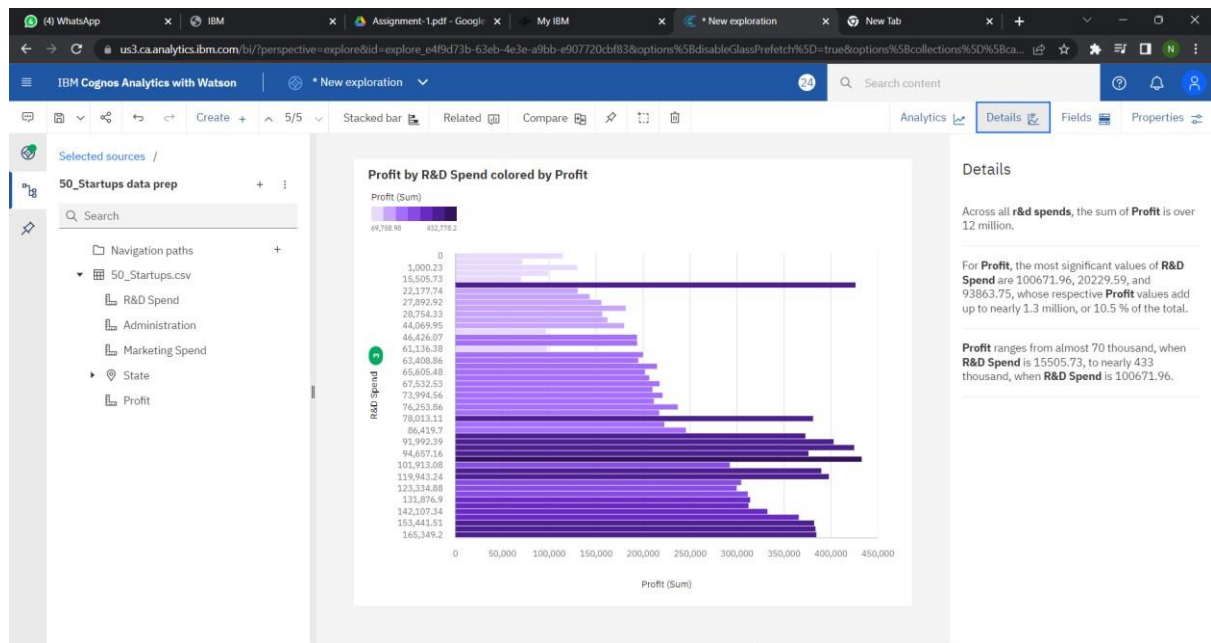 (4) WhatsApp
IBM
Assignment-1.pdf - Google
My IBM
* New exploration
New Tab
us3.ca.analytics.ibm.com/bi/?perspective=explore&id=explore_e4f9d73b-63eb-4e3e-a9bb-e907720cbf83&options%5BdisableGlassPrefetch%5D=true&options%5Bcollections%5D%5Bca...
N
IBM Cognos Analytics with Watson
* New exploration
24
Search content
Create +
5/5
Stacked bar
Related
Compare
Analytics
Details
Fields
Properties
Selected sources /
50_Startups data prep
Search
Navigation paths
50_Startups.csv
R&D Spend
Administration
Marketing Spend
State
Profit
Profit by R&D Spend colored by Profit
Profit (Sum)
69,758.98 432,778.2
R&D Spend
3
0
1,000.23
15,505.73
22,177.74
27,892.92
28,754.33
44,069.95
46,426.07
61,136.38
63,408.86
65,605.48
67,532.53
73,994.56
76,253.86
78,013.11
86,419.7
91,992.39
94,657.16
101,913.08
119,943.24
123,334.88
131,876.9
142,107.34
153,441.51
165,349.2
0 50,000 100,000 150,000 200,000 250,000 300,000 350,000 400,000 450,000
Profit (Sum)
Details
Across all r&d spends, the sum of Profit is over
12 million.
For Profit, the most significant values of R&D
Spend are 100671.96, 20229.59, and
93863.75, whose respective Profit values add
up to nearly 1.3 million, or 10.5 % of the total.
Profit ranges from almost 70 thousand, when
R&D Spend is 15505.73, to nearly 433
thousand, when R&D Spend is 100671.96.